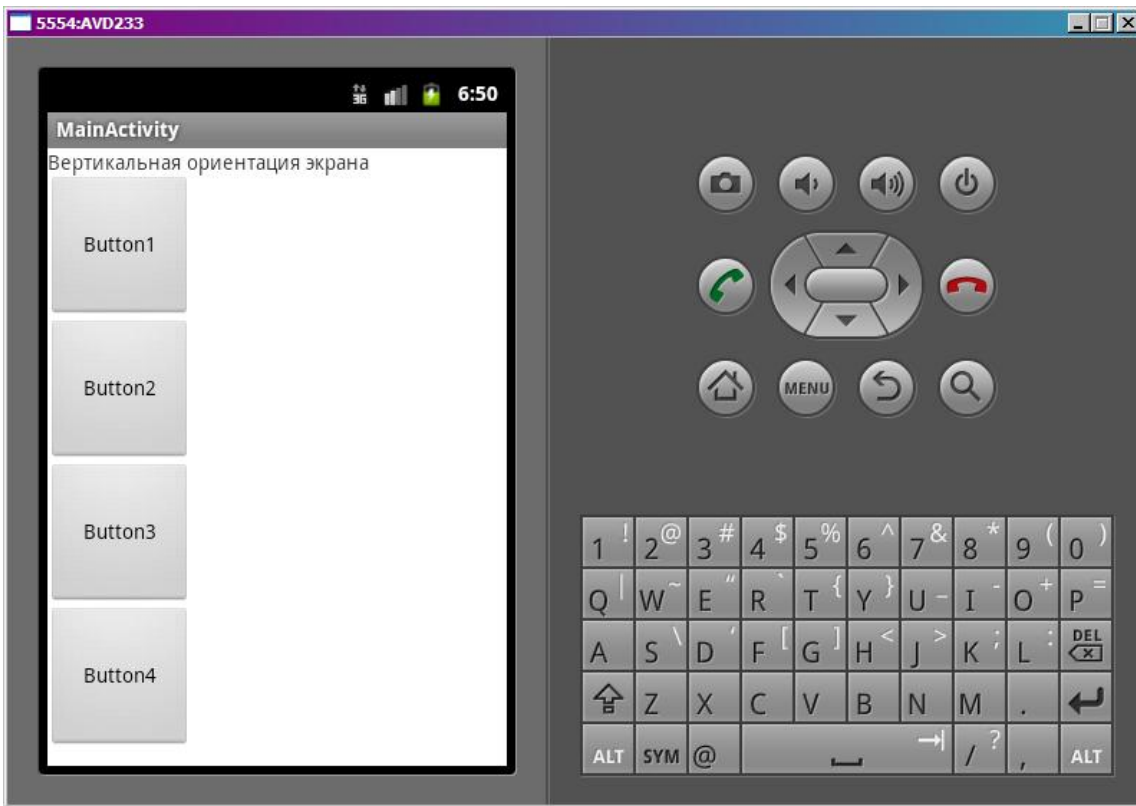 5554:AVD233
3G 6:50
MainActivity
Вертикальная ориентация экрана
Button1
Button2
Button3
Button4
MENU
1 ! 2 @ 3 # 4 $ 5 % 6 ^ 7 & 8 * 9 ( 0 )
Q | W ~ E " R ` T { Y } U _ I - O + P =
A S \ D ' F [ G ] H < J > K ; L : DEL
Z X C V B N M .
ALT SYM @ / ? , ALT